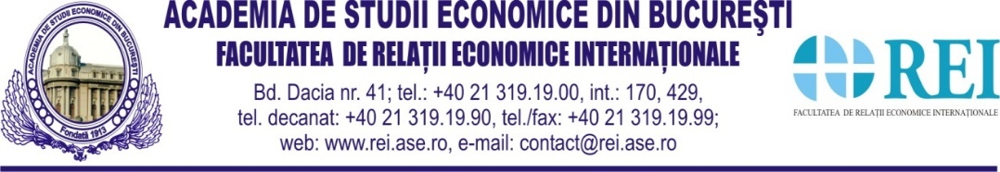 ACADEMIA DE STUDII ECONOMICE DIN BUCUREŞTI
FACULTATEA DE RELAŢII ECONOMICE INTERNAŢIONALE
Bd. Dacia nr. 41; tel.: +40 21 319.19.00, int.: 170, 429,
tel. decanat: +40 21 319.19.90, tel./fax: +40 21 319.19.99;
web: www.rei.ase.ro, e-mail: contact@rei.ase.ro
ACADEMIA DE STUDII ECONOMICE DIN BUCUREŞTI
Fondată 1913
REI
FACULTATEA DE RELAŢII ECONOMICE INTERNAŢIONALE